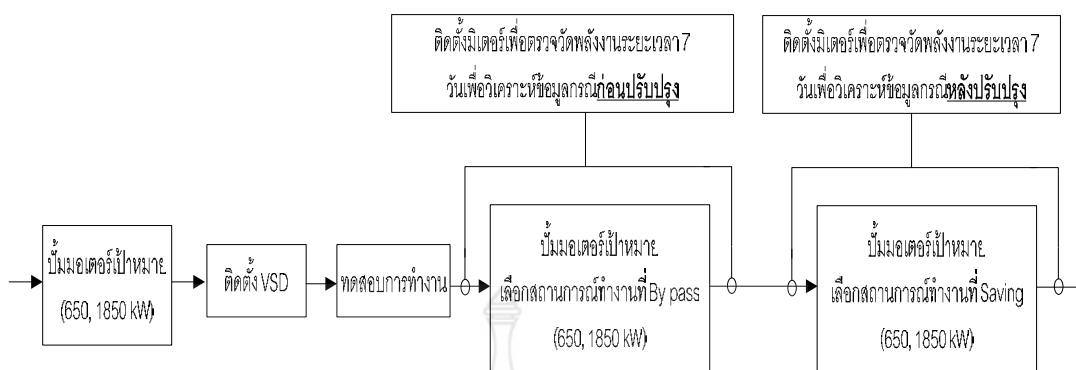 ติดตั้งมิเตอร์เพื่อตรวจวัดพลังงานระยะเวลา 7
วันเพื่อวิเคราะห์ข้อมูลกรณีก่อนปรับปรุง
ติดตั้งมิเตอร์เพื่อตรวจวัดพลังงานระยะเวลา 7
วันเพื่อวิเคราะห์ข้อมูลกรณีหลังปรับปรุง
ปั้มมอเตอร์เป้าหมาย
(650, 1850 kW)
ติดตั้ง VSD
ทดสอบการทำงาน
ปั้มมอเตอร์เป้าหมาย
เลือกสถานการณ์ทำงานที่ By pass
(650, 1850 kW)
ปั้มมอเตอร์เป้าหมาย
เลือกสถานการณ์ทำงานที่ Saving
(650, 1850 kW)